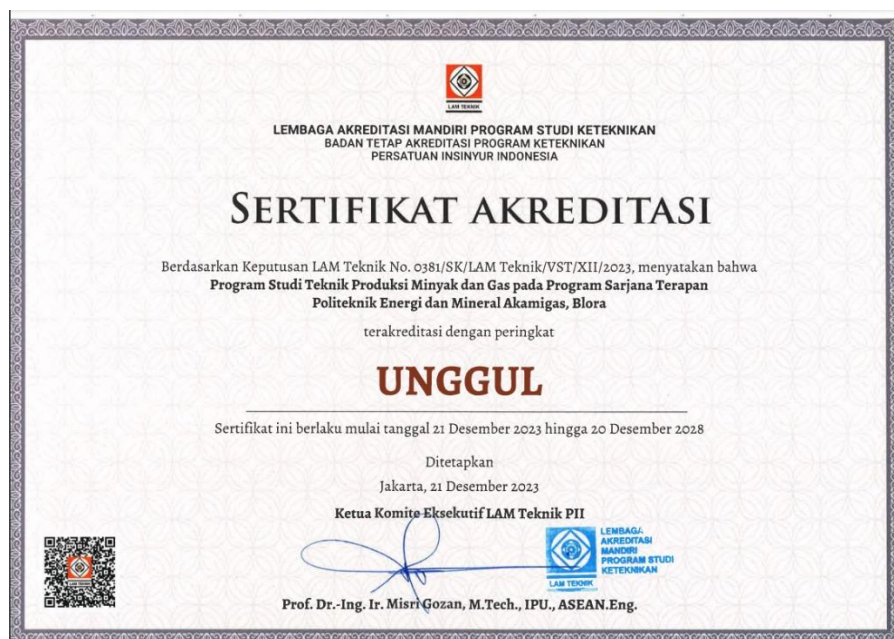 LAM TEKNIK
LEMBAGA AKREDITASI MANDIRI PROGRAM STUDI KETEKNIKAN
BADAN TETAP AKREDITASI PROGRAM KETEKNIKAN
PERSATUAN INSINYUR INDONESIA
SERTIFIKAT AKREDITASI
Berdasarkan Keputusan LAM Teknik No. 0381/SK/LAM Teknik/VST/XII/2023, menyatakan bahwa
Program Studi Teknik Produksi Minyak dan Gas pada Program Sarjana Terapan
Politeknik Energi dan Mineral Akamigas, Blora
terakreditasi dengan peringkat
UNGGUL
Sertifikat ini berlaku mulai tanggal 21 Desember 2023 hingga 20 Desember 2028
Ditetapkan
Jakarta, 21 Desember 2023
Ketua Komite Eksekutif LAM Teknik PII
LEMBAGA
AKREDITASI
MANDIRI
PROGRAM STUDI
KETEKNIKAN
LAM TEKNIK
LAM TEKNIK
Prof. Dr.-Ing. Ir. Misri Gozan, M.Tech., IPU., ASEAN.Eng.